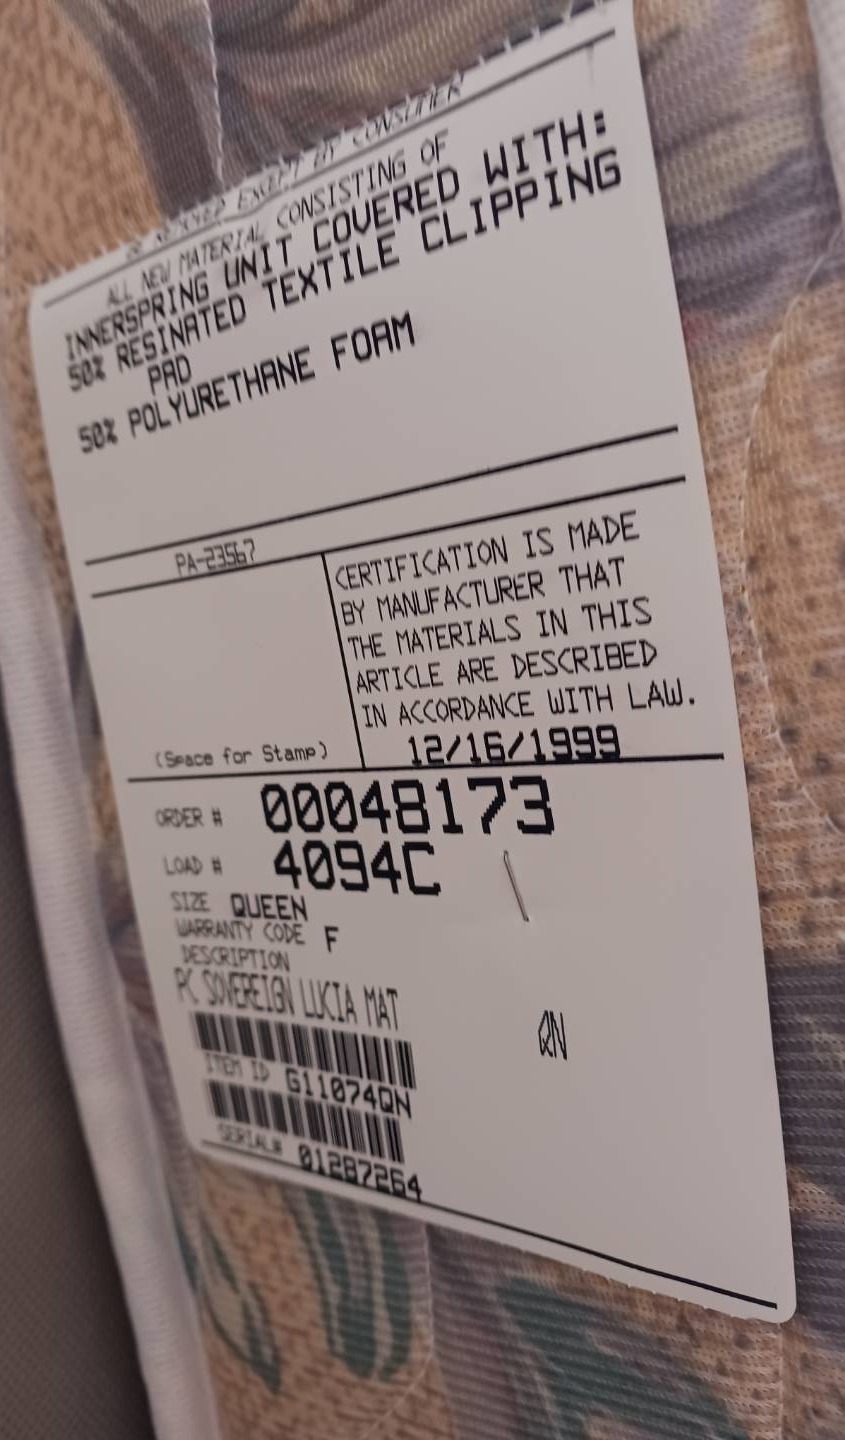 BE REMOVED EXCEPT BY CONSUMER
ALL NEW MATERIAL CONSISTING OF
INNERSPRING UNIT COVERED WITH:
50% RESINATED TEXTILE CLIPPING
PAD
50% POLYURETHANE FOAM
PA-23567
CERTIFICATION IS MADE
BY MANUFACTURER THAT
THE MATERIALS IN THIS
ARTICLE ARE DESCRIBED
IN ACCORDANCE WITH LAW.
(Space for Stamp)
12/16/1999
ORDER # 00048173
LOAD # 4094C
SIZE QUEEN
WARRANTY CODE F
DESCRIPTION
PC SOVEREIGN LUCIA MAT
QN
ITEM ID G11074QN
SERIAL# 01287264